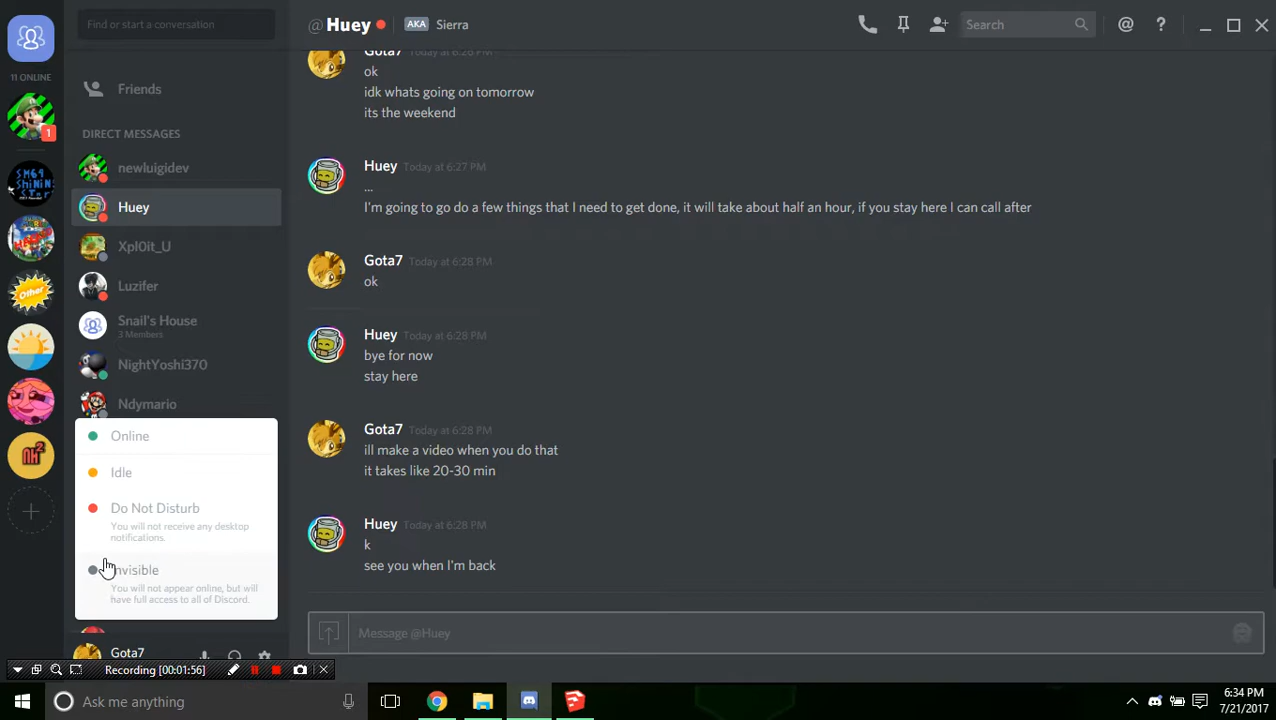 Find or start a conversation
@Huey AKA Sierra
Search
@
?
11 ONLINE
1
SM64
SHiNiN
STar
Other
Friends
DIRECT MESSAGES
newluigidev
Huey
Xpl0it_U
Luzifer
Snail's House
3 Members
NightYoshi370
Ndymario
Online
Idle
Do Not Disturb
You will not receive any desktop
notifications.
Invisible
You will not appear online, but will
have full access to all of Discord.
Gota7
Gota7 Today at 6:26 PM
ok
idk whats going on tomorrow
its the weekend
Huey Today at 6:27 PM
...
I'm going to go do a few things that I need to get done, it will take about half an hour, if you stay here I can call after
Gota7 Today at 6:28 PM
ok
Huey Today at 6:28 PM
bye for now
stay here
Gota7 Today at 6:28 PM
ill make a video when you do that
it takes like 20-30 min
Huey Today at 6:28 PM
k
see you when I'm back
Message @Huey
Recording [00:01:56]
Ask me anything
6:34 PM
7/21/2017